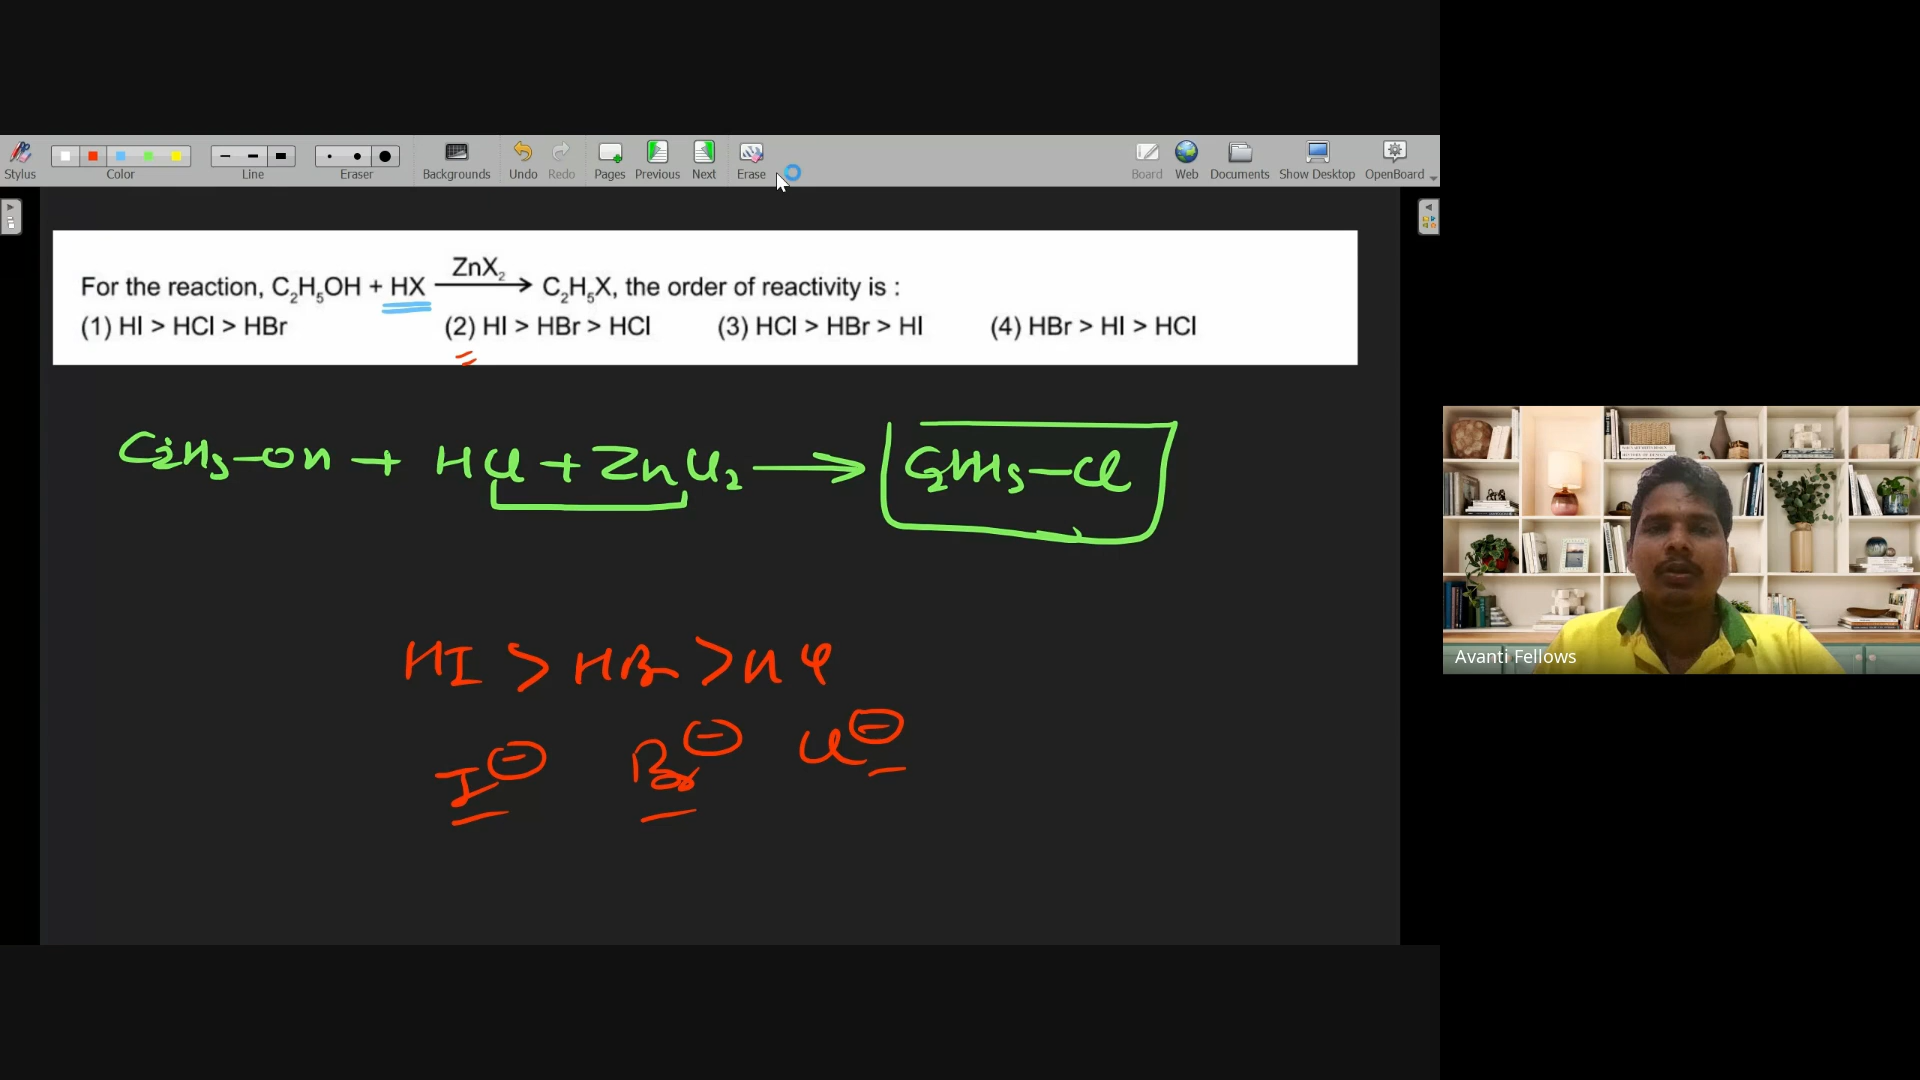 Stylus Color Line Eraser Backgrounds Undo Redo Pages Previous Next Erase Board Web Documents Show Desktop OpenBoard
For the reaction, C₂H₅OH + HX ZnX₂ ⟶ C₂H₅X, the order of reactivity is :
(1) HI > HCl > HBr (2) HI > HBr > HCl (3) HCl > HBr > HI (4) HBr > HI > HCl
C₂H₅-OH + HCl + ZnCl₂ ⟶ C₂H₅-Cl
HI > HBr > HCl
I⊖ Br⊖ Cl⊖
Avanti Fellows